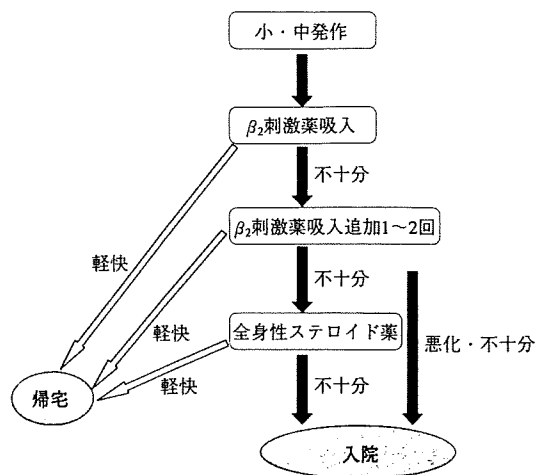 小・中発作
β₂刺激薬吸入
不十分
β₂刺激薬吸入追加1〜2回
軽快
不十分
軽快
全身性ステロイド薬
悪化・不十分
軽快
不十分
帰宅
入院